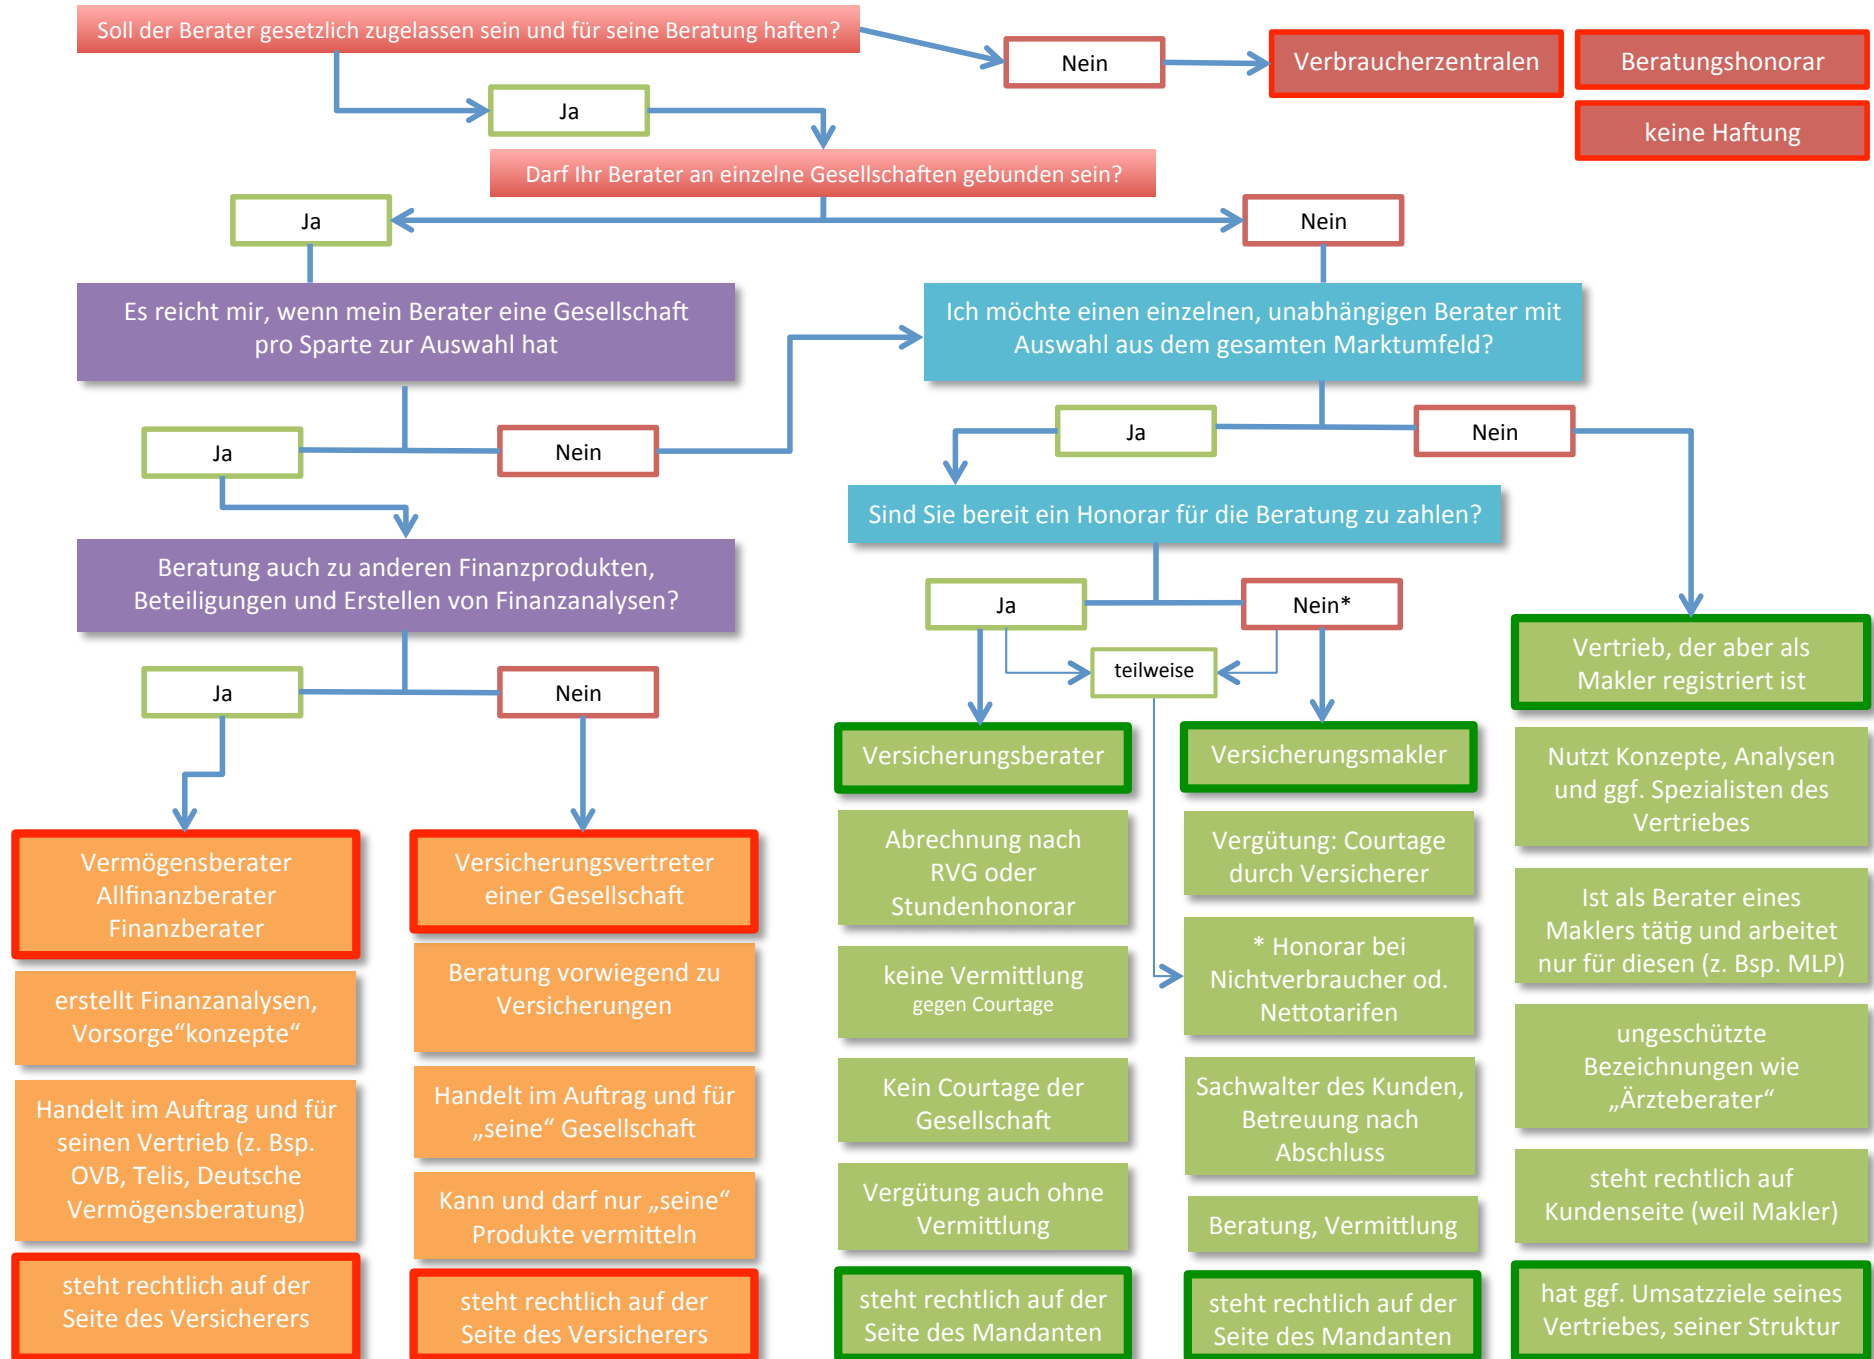 Soll der Berater gesetzlich zugelassen sein und für seine Beratung haften?
Nein
Verbraucherzentralen
Beratungshonorar
Ja
keine Haftung
Darf Ihr Berater an einzelne Gesellschaften gebunden sein?
Ja
Nein
Es reicht mir, wenn mein Berater eine Gesellschaft
pro Sparte zur Auswahl hat
Ich möchte einen einzelnen, unabhängigen Berater mit
Auswahl aus dem gesamten Marktumfeld?
Ja
Nein
Ja
Nein
Sind Sie bereit ein Honorar für die Beratung zu zahlen?
Beratung auch zu anderen Finanzprodukten,
Beteiligungen und Erstellen von Finanzanalysen?
Ja
Nein*
teilweise
Ja
Nein
Vermögensberater
Allfinanzberater
Finanzberater
erstellt Finanzanalysen,
Vorsorge“konzepte“
Handelt im Auftrag und für
seinen Vertrieb (z. Bsp.
OVB, Telis, Deutsche
Vermögensberatung)
steht rechtlich auf der
Seite des Versicherers
Versicherungsvertreter
einer Gesellschaft
Beratung vorwiegend zu
Versicherungen
Handelt im Auftrag und für
„seine“ Gesellschaft
Kann und darf nur „seine“
Produkte vermitteln
steht rechtlich auf der
Seite des Versicherers
Versicherungsberater
Abrechnung nach
RVG oder
Stundenhonorar
keine Vermittlung
gegen Courtage
Kein Courtage der
Gesellschaft
Vergütung auch ohne
Vermittlung
steht rechtlich auf der
Seite des Mandanten
Versicherungsmakler
Vergütung: Courtage
durch Versicherer
* Honorar bei
Nichtverbraucher od.
Nettotarifen
Sachwalter des Kunden,
Betreuung nach
Abschluss
Beratung, Vermittlung
steht rechtlich auf der
Seite des Mandanten
Vertrieb, der aber als
Makler registriert ist
Nutzt Konzepte, Analysen
und ggf. Spezialisten des
Vertriebes
Ist als Berater eines
Maklers tätig und arbeitet
nur für diesen (z. Bsp. MLP)
ungeschützte
Bezeichnungen wie
„Ärzteberater“
steht rechtlich auf
Kundenseite (weil Makler)
hat ggf. Umsatzziele seines
Vertriebes, seiner Struktur